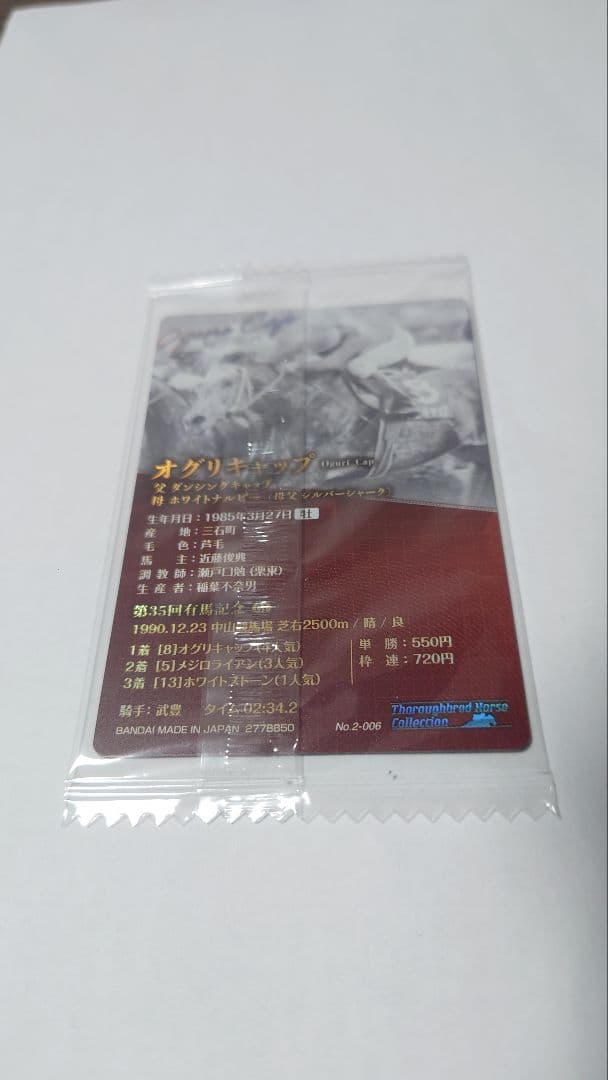 Oguri Cap
オグリキャップ Oguri Cap
父 ダンシングキャップ
母 ホワイトナルビー (母父 シルバーシャーク)
生年月日：1985年3月27日 牡
産 地：三石町
毛 色：芦毛
馬 主：近藤俊典
調 教 師：瀬戸口勉 (栗東)
生 産 者：稲葉不奈男
第35回有馬記念
1990.12.23 中山競馬場 芝右2500m / 晴 / 良
1着 [8]オグリキャップ(4人気)
2着 [5]メジロライアン(3人気)
3着 [13]ホワイトストーン(1人気)
単 勝：550円
枠 連：720円
騎手：武豊 タイム:02:34.2
BANDAI MADE IN JAPAN 2778850
No.2-006
Thoroughbred Horse
Collection